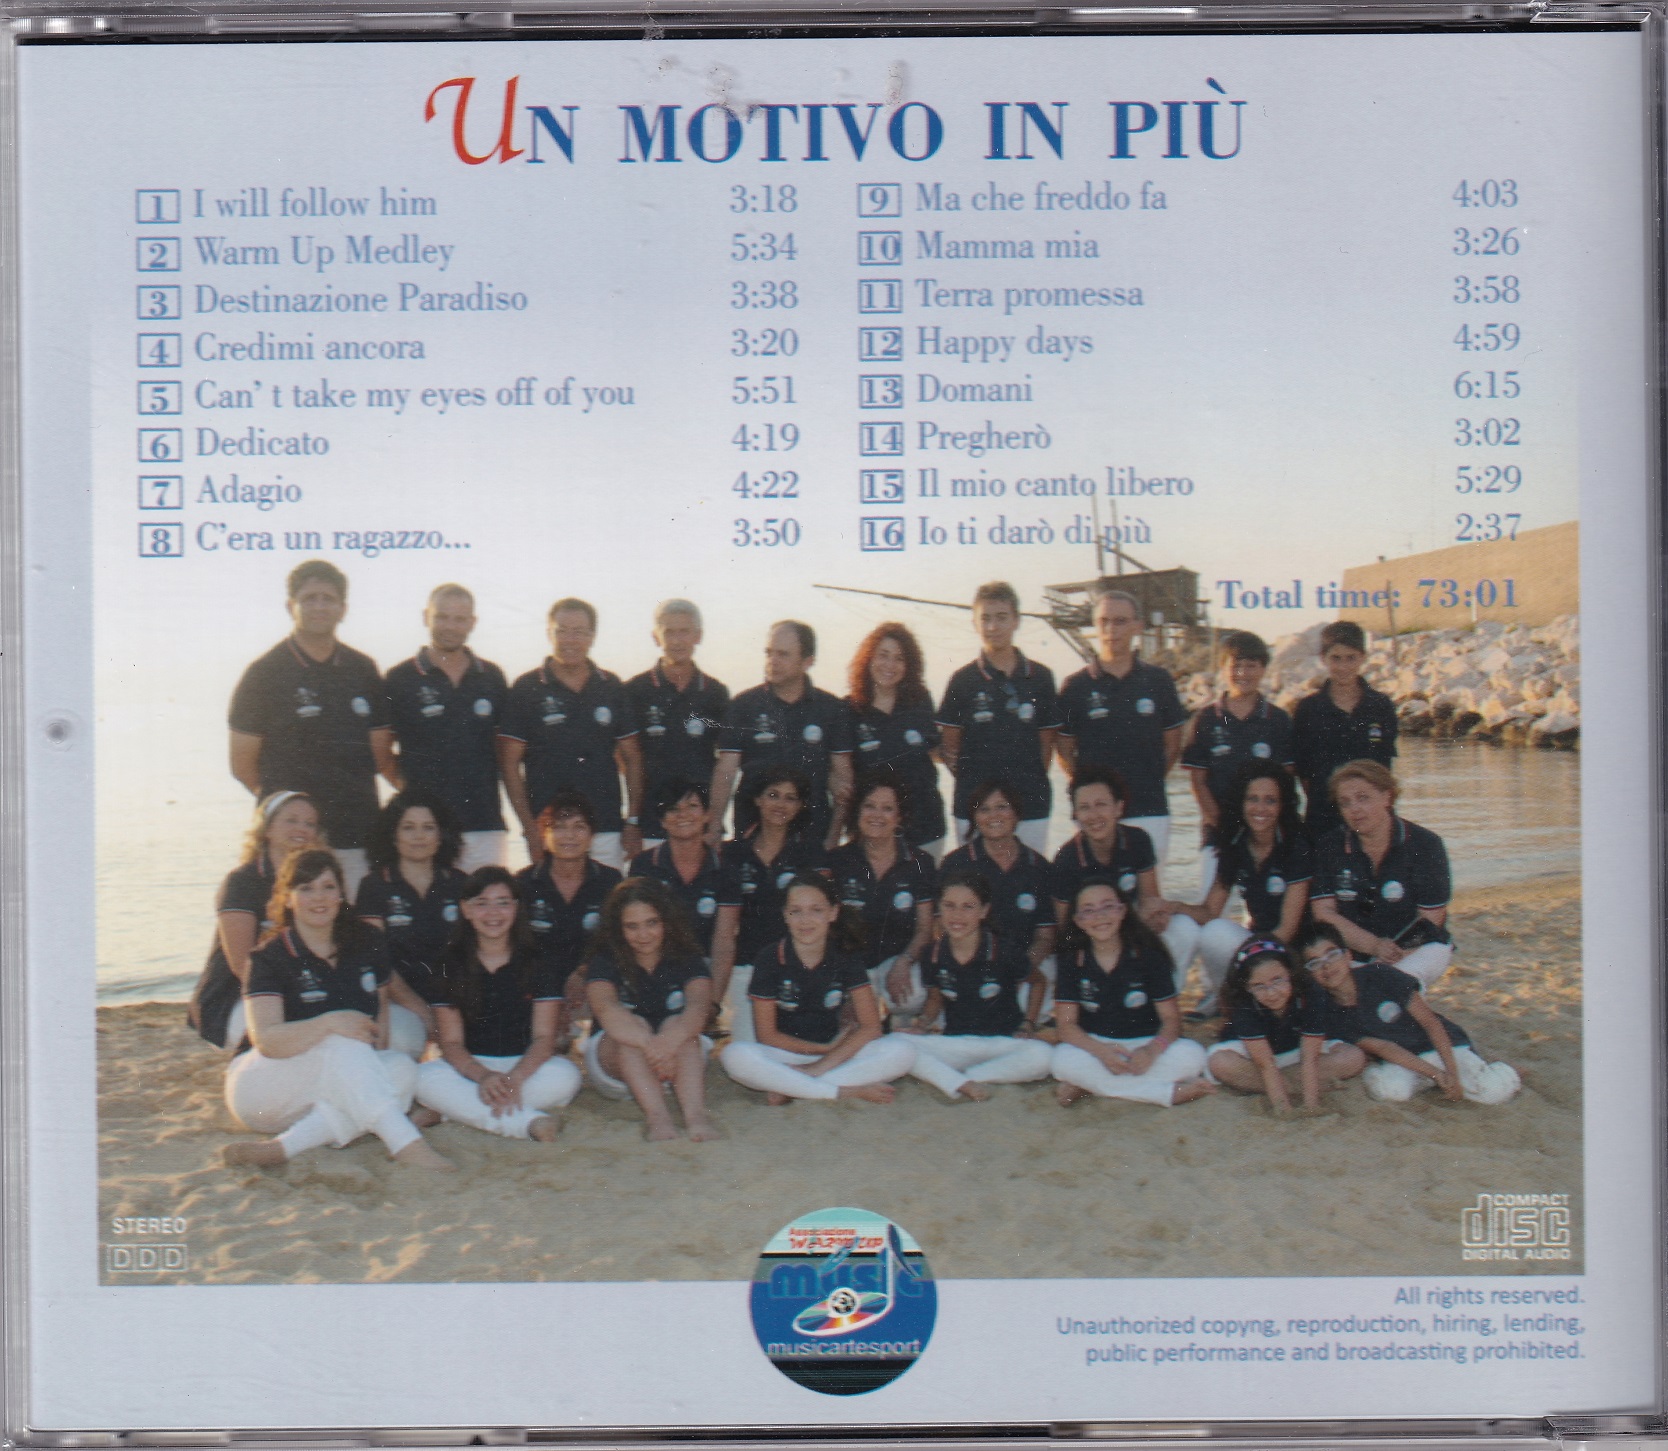 UN MOTIVO IN PIÙ
1 I will follow him 3:18
2 Warm Up Medley 5:34
3 Destinazione Paradiso 3:38
4 Credimi ancora 3:20
5 Can' t take my eyes off of you 5:51
6 Dedicato 4:19
7 Adagio 4:22
8 C'era un ragazzo... 3:50
9 Ma che freddo fa 4:03
10 Mamma mia 3:26
11 Terra promessa 3:58
12 Happy days 4:59
13 Domani 6:15
14 Pregherò 3:02
15 Il mio canto libero 5:29
16 Io ti darò di più 2:37
Total time: 73:01
STEREO
DDD
Associazione
WARM UP
music
musicartesport
COMPACT
disc
DIGITAL AUDIO
All rights reserved.
Unauthorized copyng, reproduction, hiring, lending,
public performance and broadcasting prohibited.